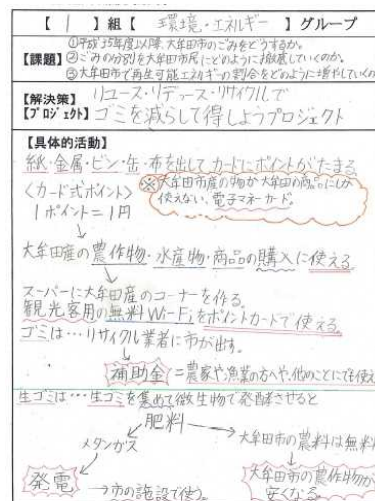 【 1 】組【 環境・エネルギー 】グループ
【課題】①平成35年度以降、大牟田市のごみをどうするか。
②ごみの分別を大牟田市民にどのように徹底していくのか。
③大牟田市で再生可能エネルギーの割合をどのように増やしていくの
【解決策】リユース・リデュース・リサイクルで
【プロジェクト】ゴミを減らして得しようプロジェクト
【具体的活動】
紙・金属・ビン・缶・布を出してカードにポイントがたまる
〈カード式ポイント〉
1ポイント=1円
※大牟田市産の物か大牟田の商品にしか
使えない、電子マネーカード。
↓
大牟田産の農作物・水産物・商品の購入に使える
↓
スーパーに大牟田産のコーナーを作る。
観光客用の無料Wi-Fiをポイントカードで使える。
ゴミは…リサイクル業者に市が出す。
↓
補助金=農家や漁業の方へや、他のことにでも使え
生ゴミは…生ゴミを集めて微生物で発酵させると
肥料
メタンガス
→大牟田市の農料は無料
発電
→市の施設で使う。
大牟田市の農作物が
安くなる